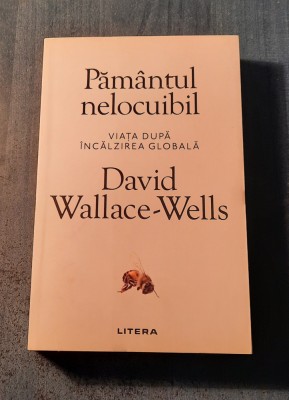 Pământul
nelocuibil
VIAȚA DUPĂ
ÎNCĂLZIREA GLOBALĂ
David
Wallace-Wells
LITERA